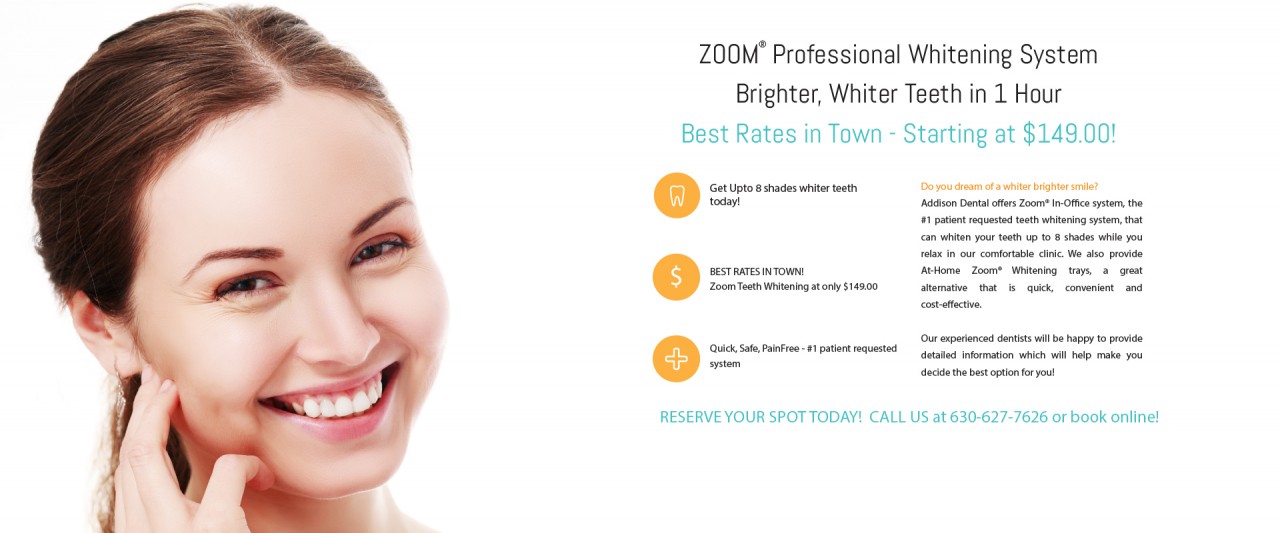 ZOOM® Professional Whitening System
Brighter, Whiter Teeth in 1 Hour
Best Rates in Town - Starting at $149.00!
Get Upto 8 shades whiter teeth
today!
$
BEST RATES IN TOWN!
Zoom Teeth Whitening at only $149.00
Quick, Safe, PainFree - #1 patient requested
system
Do you dream of a whiter brighter smile?
Addison Dental offers Zoom® In-Office system, the
#1 patient requested teeth whitening system, that
can whiten your teeth up to 8 shades while you
relax in our comfortable clinic. We also provide
At-Home Zoom® Whitening trays, a great
alternative that is quick, convenient and
cost-effective.
Our experienced dentists will be happy to provide
detailed information which will help make you
decide the best option for you!
RESERVE YOUR SPOT TODAY! CALL US at 630-627-7626 or book online!